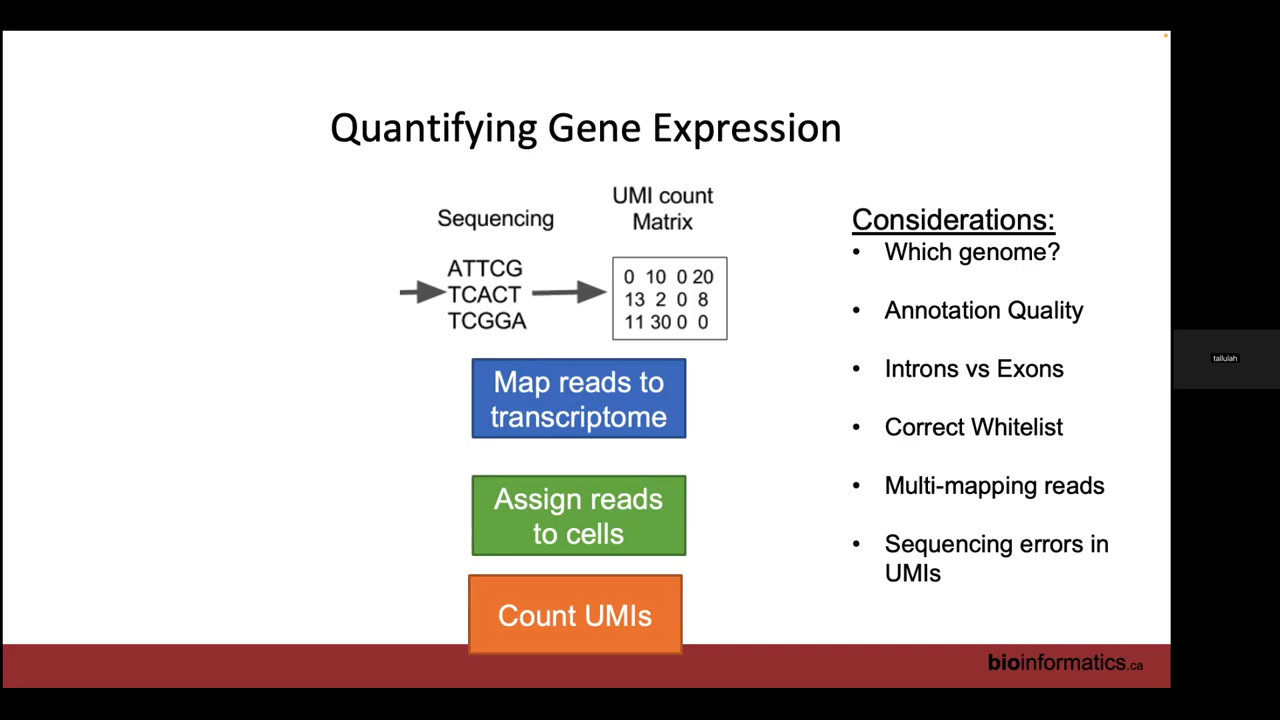 Quantifying Gene Expression
Sequencing
UMI count
Matrix
ATTCG
TCACT
TCGGA
0 10 0 20
13 2 0 8
11 30 0 0
Map reads to
transcriptome
Assign reads
to cells
Count UMIs
Considerations:
• Which genome?
• Annotation Quality
• Introns vs Exons
• Correct Whitelist
• Multi-mapping reads
• Sequencing errors in
UMIs
bioinformatics.ca
tallulah